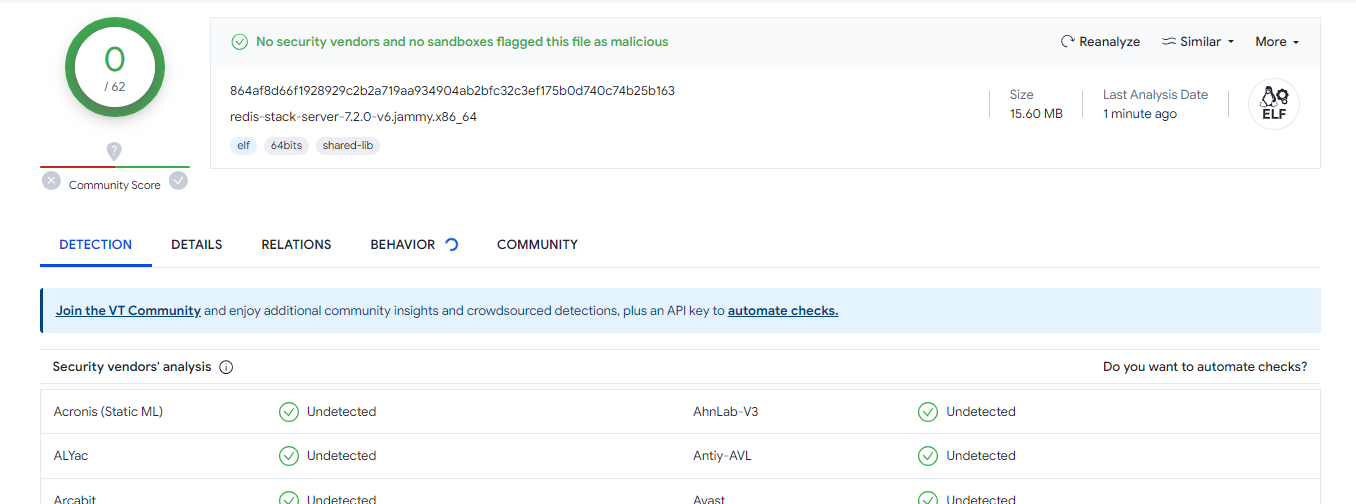 0
/ 62
Community Score
No security vendors and no sandboxes flagged this file as malicious
Reanalyze Similar More
864af8d66f1928929c2b2a719aa934904ab2bfc32c3ef175b0d740c74b25b163
redis-stack-server-7.2.0-v6.jammy.x86_64
elf 64bits shared-lib
Size
15.60 MB
Last Analysis Date
1 minute ago
ELF
DETECTION DETAILS RELATIONS BEHAVIOR COMMUNITY
Join the VT Community and enjoy additional community insights and crowdsourced detections, plus an API key to automate checks.
Security vendors' analysis Do you want to automate checks?
Acronis (Static ML) Undetected AhnLab-V3 Undetected
ALYac Undetected Antiy-AVL Undetected
Arcabit Undetected Avast Undetected